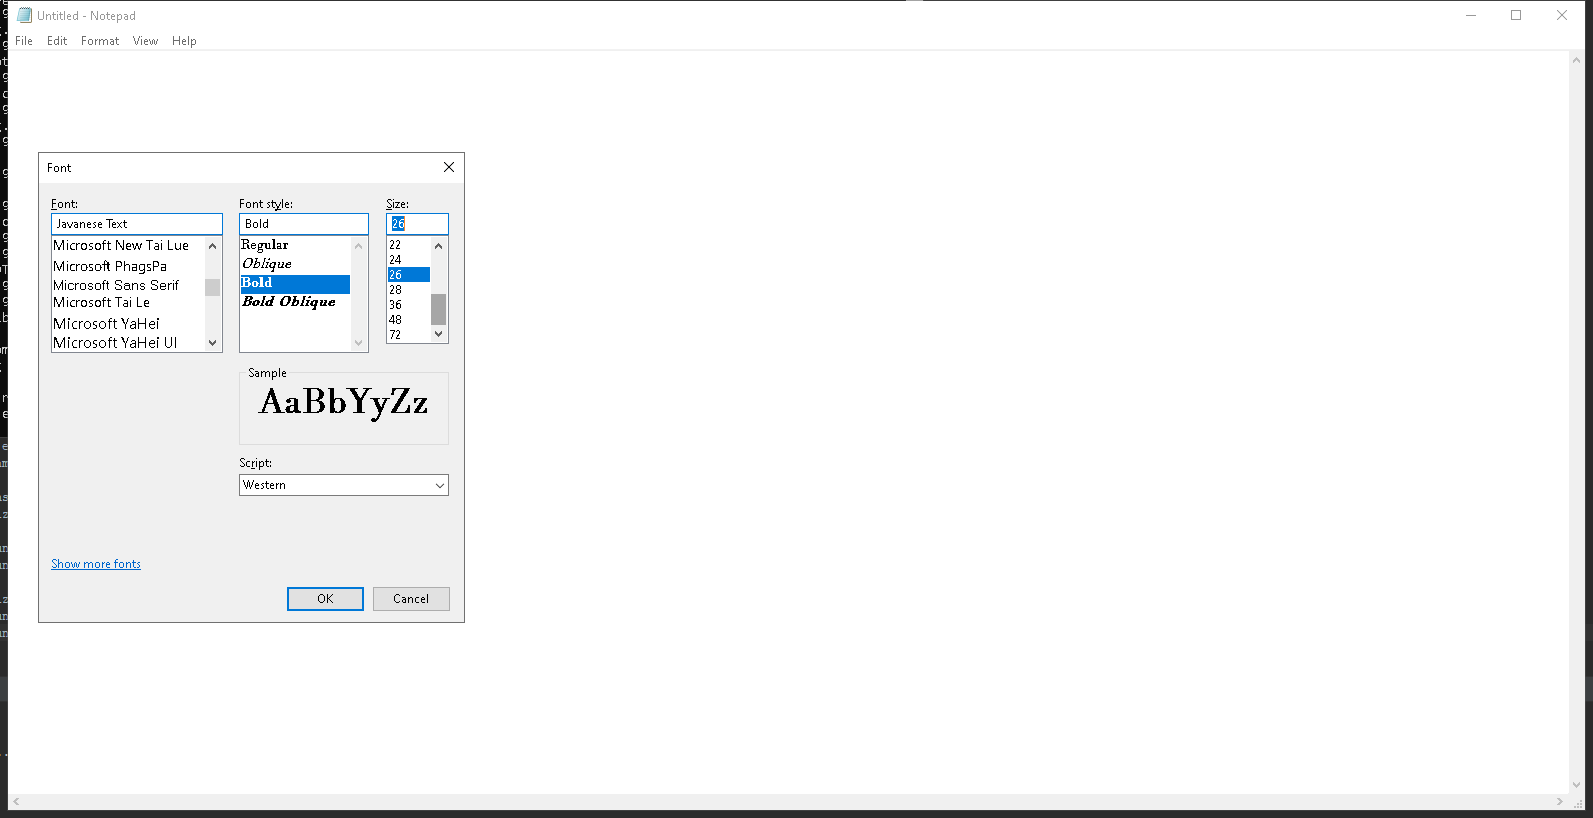 Untitled - Notepad
File Edit Format View Help
Font
Font: Font style: Size:
Javanese Text Bold 26
Microsoft New Tai Lue
Microsoft PhagsPa
Microsoft Sans Serif
Microsoft Tai Le
Microsoft YaHei
Microsoft YaHei UI
Regular
Oblique
Bold
Bold Oblique
22
24
26
28
36
48
72
Sample
AaBbYyZz
Script:
Western
Show more fonts
OK Cancel